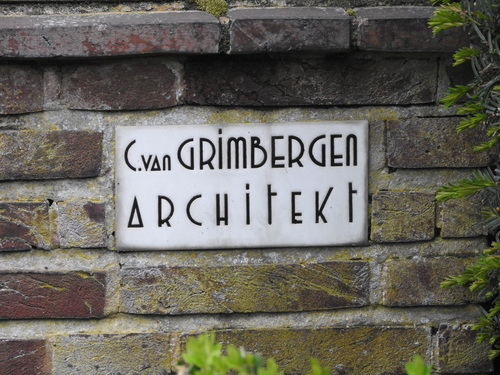 C. van GRiMBERGEN
ARCHitEKt